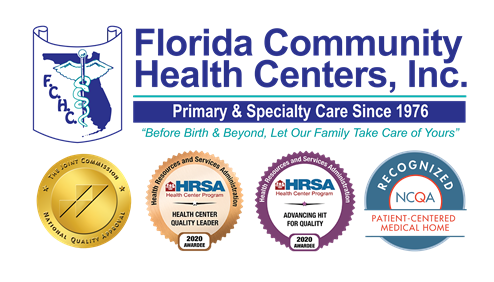 F.C.H.C.
Florida Community
Health Centers, Inc.
Primary & Specialty Care Since 1976
“Before Birth & Beyond, Let Our Family Take Care of Yours”
The Joint Commission
National Quality Approval
Health Resources and Services Administration
HRSA
Health Center Program
HEALTH CENTER
QUALITY LEADER
2020
AWARDEE
Health Resources and Services Administration
HRSA
Health Center Program
ADVANCING HIT
FOR QUALITY
2020
AWARDEE
RECOGNIZED
NCQA
PATIENT-CENTERED
MEDICAL HOME